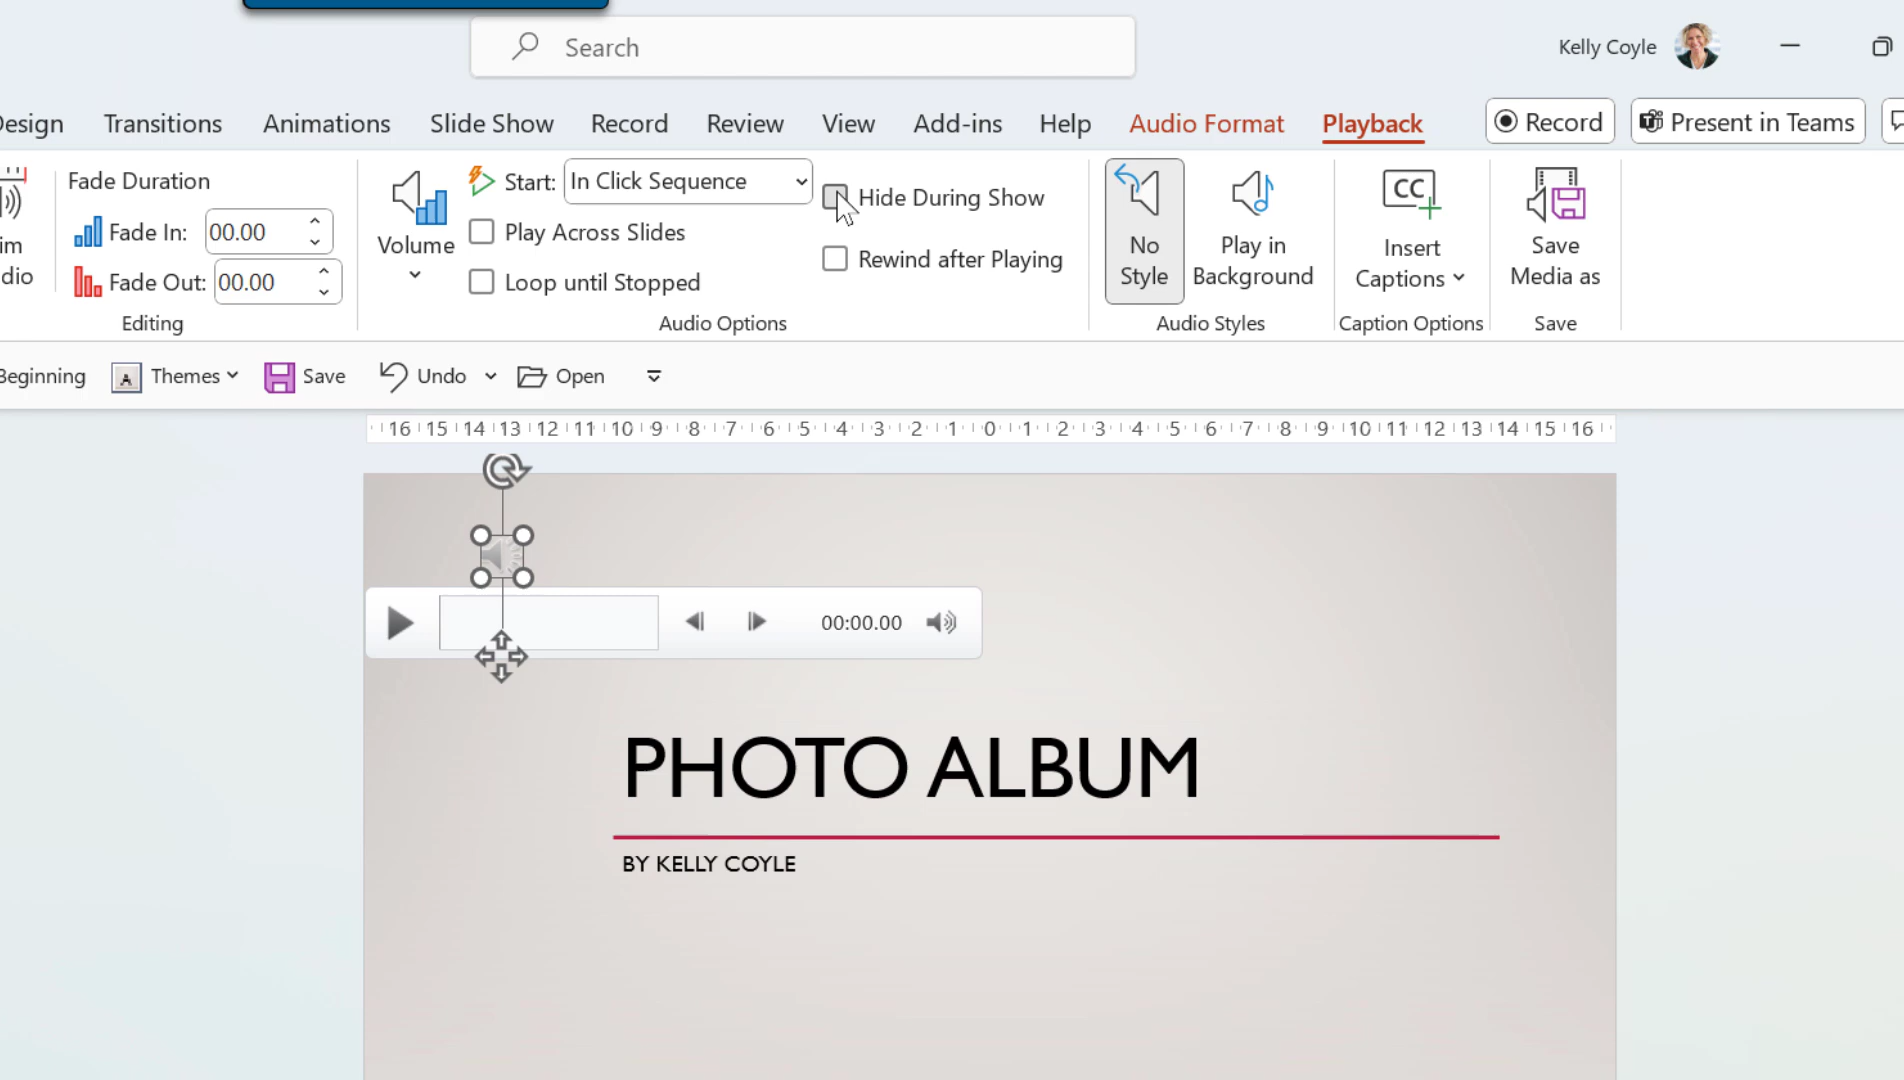 Search
Kelly Coyle
Design Transitions Animations Slide Show Record Review View Add-ins Help Audio Format Playback Record Present in Teams
Fade Duration
Fade In: 00.00
Fade Out: 00.00
Editing
Volume
Start: In Click Sequence
Play Across Slides
Loop until Stopped
Hide During Show
Rewind after Playing
Audio Options
No
Style
Play in
Background
Audio Styles
CC
Insert
Captions
Caption Options
Save
Media as
Save
Beginning A Themes Save Undo Open
16 15 14 13 12 11 10 9 8 7 6 5 4 3 2 1 0 1 2 3 4 5 6 7 8 9 10 11 12 13 14 15 16
00:00.00
PHOTO ALBUM
BY KELLY COYLE